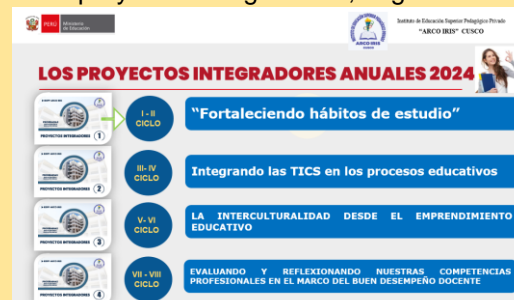 PERÚ
Ministerio
de Educación
Instituto de Educación Superior Pedagógico Privado
"ARCO IRIS" CUSCO
ARCO IRIS
LOS PROYECTOS INTEGRADORES ANUALES 2024
PROYECTOS INTEGRADORES 1
I - II
CICLO
"Fortaleciendo hábitos de estudio"
PROYECTOS INTEGRADORES 2
III- IV
CICLO
Integrando las TICS en los procesos educativos
PROYECTOS INTEGRADORES 3
V- VI
CICLO
LA INTERCULTURALIDAD DESDE EL EMPRENDIMIENTO
EDUCATIVO
PROYECTOS INTEGRADORES 4
VII - VIII
CICLO
EVALUANDO Y REFLEXIONANDO NUESTRAS COMPETENCIAS
PROFESIONALES EN EL MARCO DEL BUEN DESEMPEÑO DOCENTE